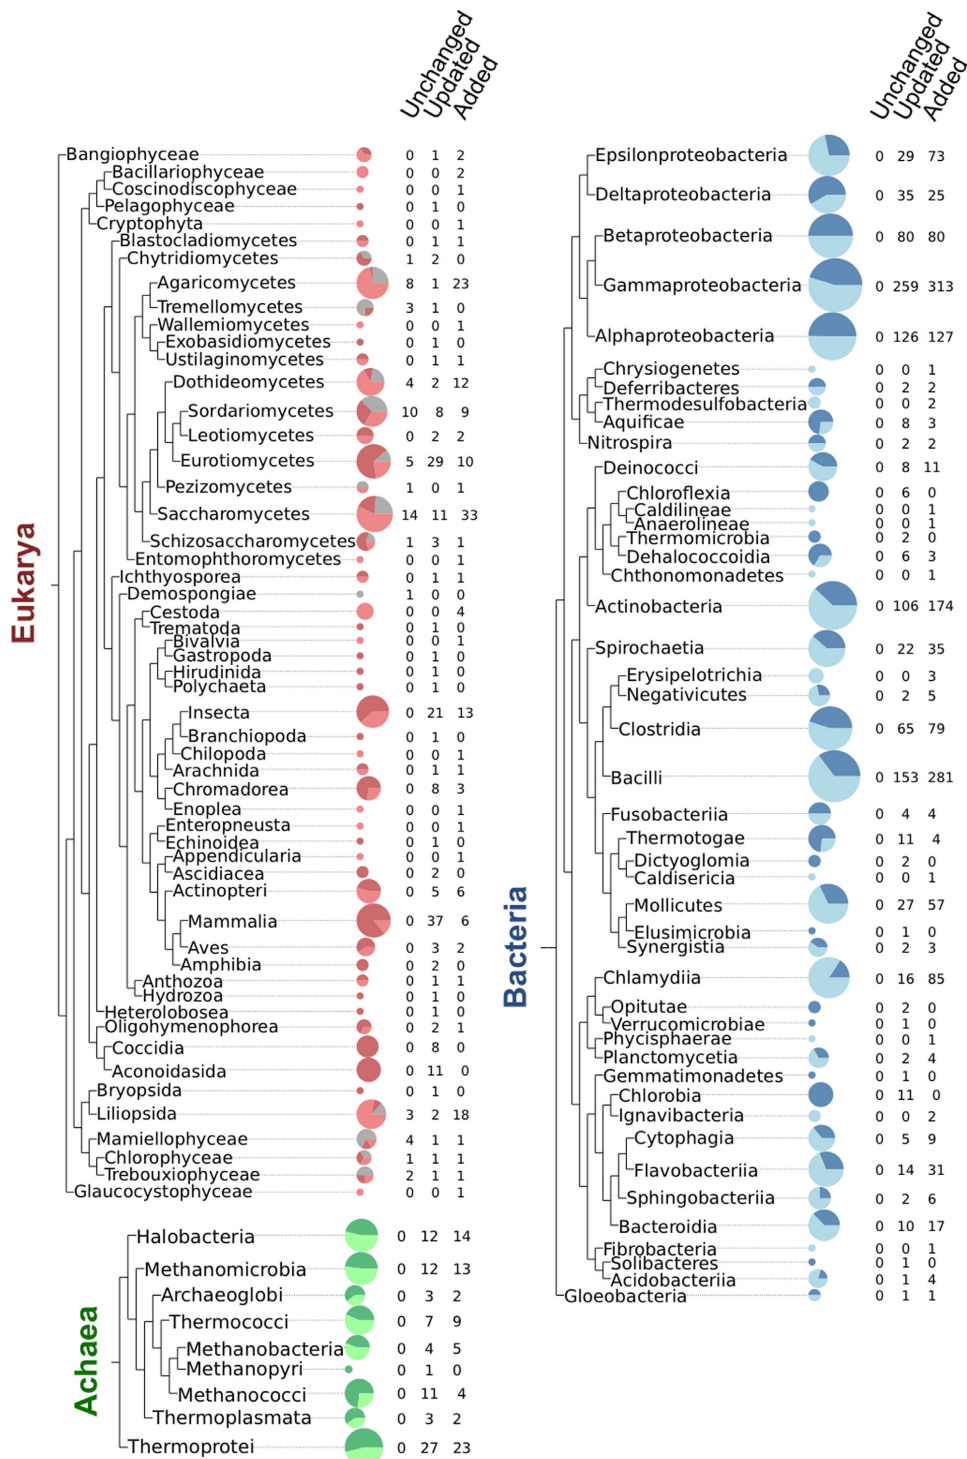 Unchanged
Updated
Added
Eukarya
Bangiophyceae 0 1 2
Bacillariophyceae 0 0 2
Coscinodiscophyceae 0 0 1
Pelagophyceae 0 1 0
Cryptophyta 0 0 1
Blastocladiomycetes 0 1 1
Chytridiomycetes 1 2 0
Agaricomycetes 8 1 23
Tremellomycetes 3 1 0
Wallemiomycetes 0 0 1
Exobasidiomycetes 0 1 0
Ustilaginomycetes 0 1 1
Dothideomycetes 4 2 12
Sordariomycetes 10 8 9
Leotiomycetes 0 2 2
Eurotiomycetes 5 29 10
Pezizomycetes 1 0 1
Saccharomycetes 14 11 33
Schizosaccharomycetes 1 3 1
Entomophthoromycetes 0 0 1
Ichthyosporea 0 1 1
Demospongiae 1 0 0
Cestoda 0 0 4
Trematoda 0 1 0
Bivalvia 0 0 1
Gastropoda 0 1 0
Hirudinida 0 1 0
Polychaeta 0 1 0
Insecta 0 21 13
Branchiopoda 0 1 0
Chilopoda 0 0 1
Arachnida 0 1 1
Chromadorea 0 8 3
Enoplea 0 0 1
Enteropneusta 0 0 1
Echinoidea 0 1 0
Appendicularia 0 0 1
Ascidiacea 0 2 0
Actinopteri 0 5 6
Mammalia 0 37 6
Aves 0 3 2
Amphibia 0 2 0
Anthozoa 0 1 1
Hydrozoa 0 1 0
Heterolobosea 0 1 0
Oligohymenophorea 0 2 1
Coccidia 0 8 0
Aconoidasida 0 11 0
Bryopsida 0 1 0
Liliopsida 3 2 18
Mamiellophyceae 4 1 1
Chlorophyceae 1 1 1
Trebouxiophyceae 2 1 1
Glaucocystophyceae 0 0 1
Achaea
Halobacteria 0 12 14
Methanomicrobia 0 12 13
Archaeoglobi 0 3 2
Thermococci 0 7 9
Methanobacteria 0 4 5
Methanopyri 0 1 0
Methanococci 0 11 4
Thermoplasmata 0 3 2
Thermoprotei 0 27 23
Unchanged
Updated
Added
Bacteria
Epsilonproteobacteria 0 29 73
Deltaproteobacteria 0 35 25
Betaproteobacteria 0 80 80
Gammaproteobacteria 0 259 313
Alphaproteobacteria 0 126 127
Chrysiogenetes 0 0 1
Deferribacteres 0 2 2
Thermodesulfobacteria 0 0 2
Aquificae 0 8 3
Nitrospira 0 2 2
Deinococci 0 8 11
Chloroflexia 0 6 0
Caldilineae 0 0 1
Anaerolineae 0 0 1
Thermomicrobia 0 2 0
Dehalococcoidia 0 6 3
Chthonomonadetes 0 0 1
Actinobacteria 0 106 174
Spirochaetia 0 22 35
Erysipelotrichia 0 0 3
Negativicutes 0 2 5
Clostridia 0 65 79
Bacilli 0 153 281
Fusobacteriia 0 4 4
Thermotogae 0 11 4
Dictyoglomia 0 2 0
Caldisericia 0 0 1
Mollicutes 0 27 57
Elusimicrobia 0 1 0
Synergistia 0 2 3
Chlamydiia 0 16 85
Opitutae 0 2 0
Verrucomicrobiae 0 1 0
Phycisphaerae 0 0 1
Planctomycetia 0 2 4
Gemmatimonadetes 0 1 0
Chlorobia 0 11 0
Ignavibacteria 0 0 2
Cytophagia 0 5 9
Flavobacteriia 0 14 31
Sphingobacteriia 0 2 6
Bacteroidia 0 10 17
Fibrobacteria 0 0 1
Solibacteres 0 1 0
Acidobacteriia 0 1 4
Gloeobacteria 0 1 1